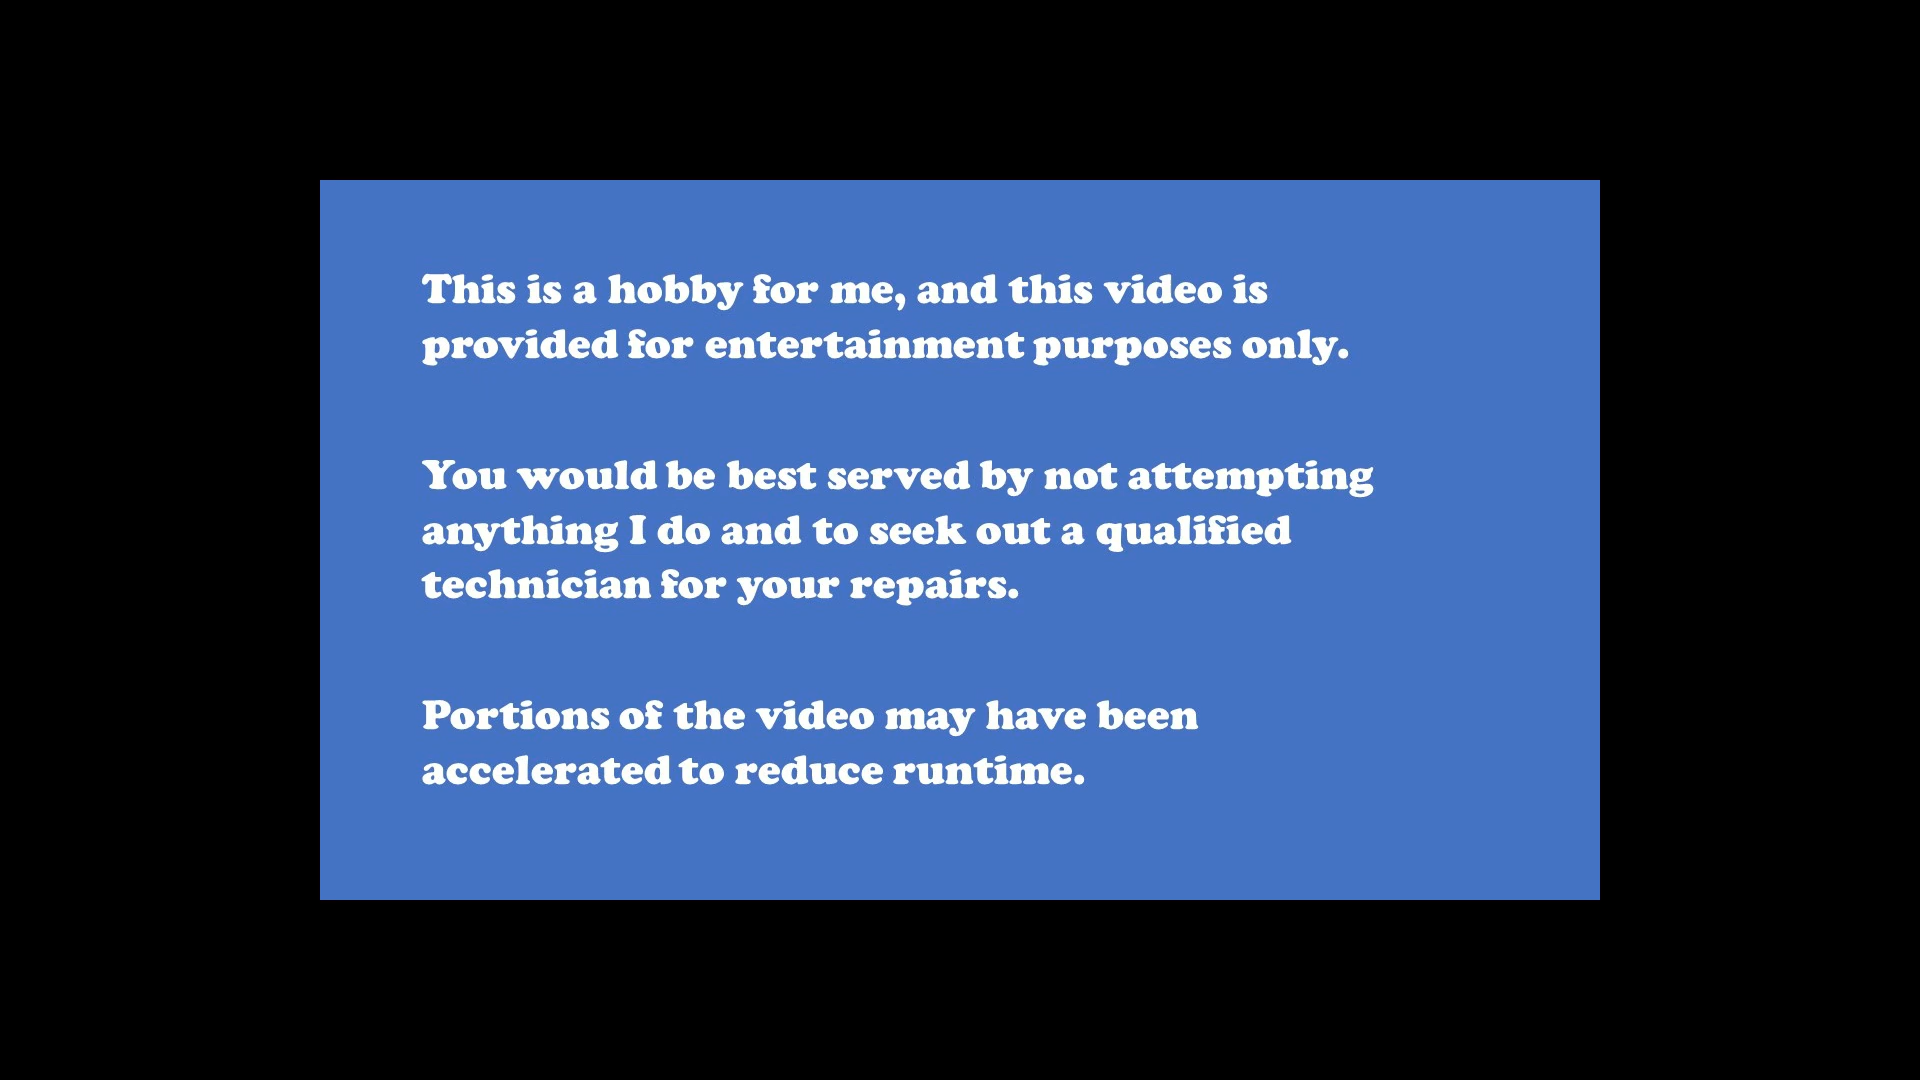 This is a hobby for me, and this video is
provided for entertainment purposes only.
You would be best served by not attempting
anything I do and to seek out a qualified
technician for your repairs.
Portions of the video may have been
accelerated to reduce runtime.